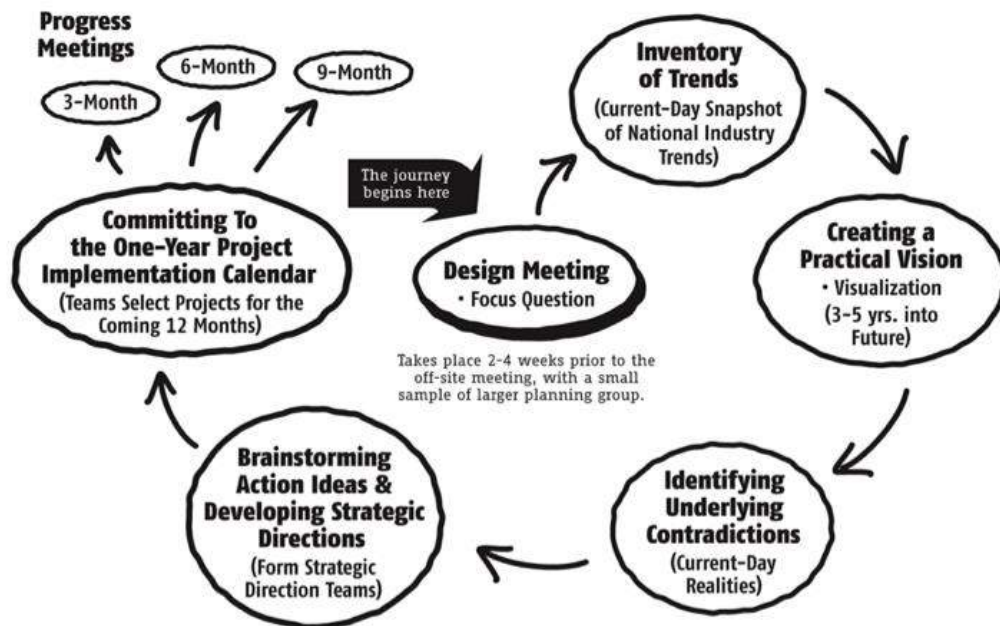 Progress
Meetings
3-Month
6-Month
9-Month
The journey
begins here
Design Meeting
• Focus Question
Takes place 2-4 weeks prior to the
off-site meeting, with a small
sample of larger planning group.
Inventory
of Trends
(Current-Day Snapshot
of National Industry
Trends)
Creating a
Practical Vision
• Visualization
(3-5 yrs. into
Future)
Identifying
Underlying
Contradictions
(Current-Day
Realities)
Brainstorming
Action Ideas &
Developing Strategic
Directions
(Form Strategic
Direction Teams)
Committing To
the One-Year Project
Implementation Calendar
(Teams Select Projects for the
Coming 12 Months)